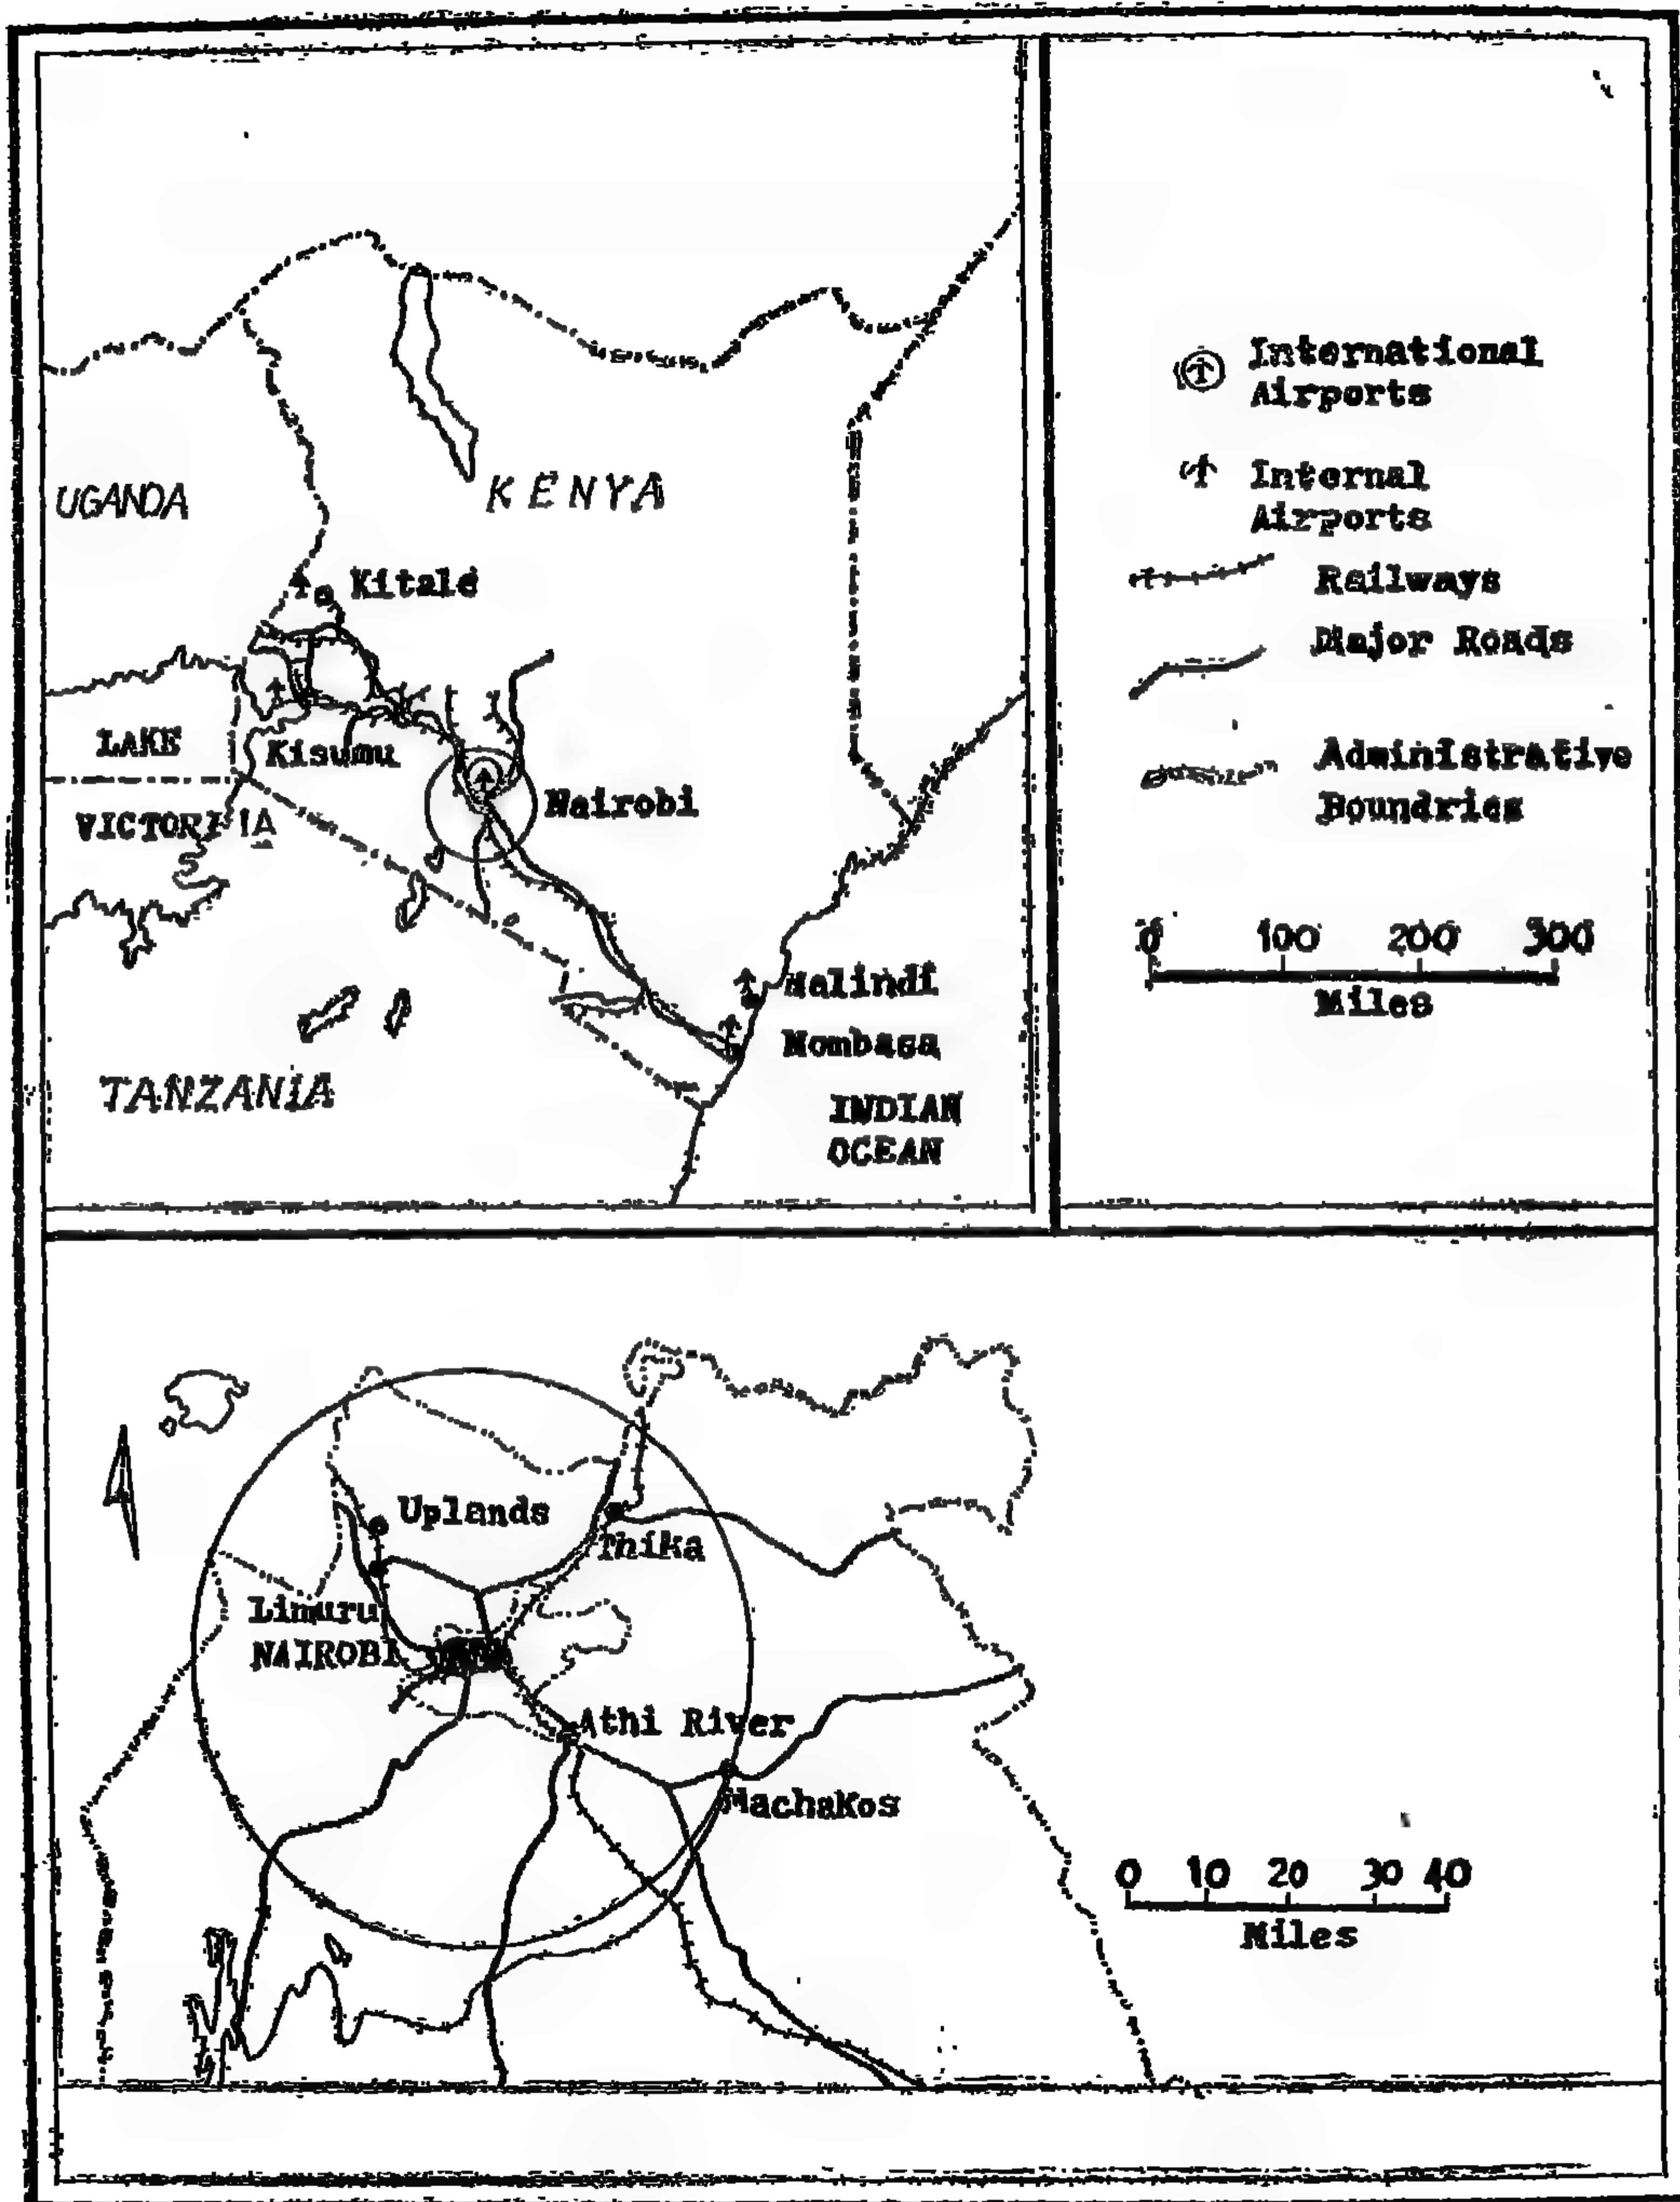 UGANDA
KENYA
Kitale
LAKE
Kisumu
VICTORIA
Nairobi
Malindi
Mombasa
TANZANIA
INDIAN
OCEAN
International
Airports
Internal
Airports
Railways
Major Roads
Administrative
Boundries
0 100 200 300
Miles
Uplands
Thika
Limuru
NAIROBI
Athi River
Machakos
0 10 20 30 40
Miles